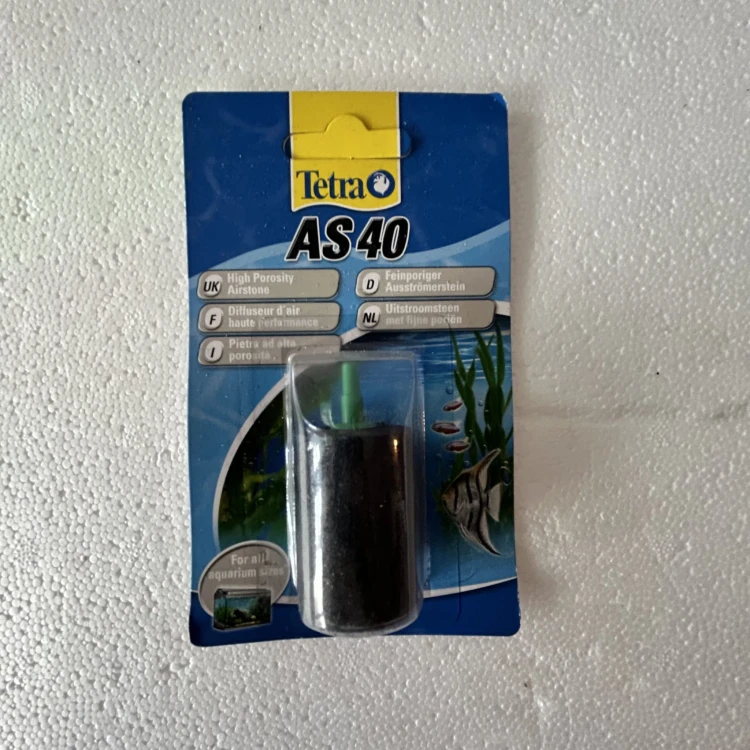 Tetra
AS 40
UK
High Porosity
Airstone
D
Feinporiger
Ausströmerstein
F
Diffuseur d'air
haute performance
NL
Uitstroomsteen
met fijne poriën
I
Pietra ad alta
porosità
For all
aquarium sizes